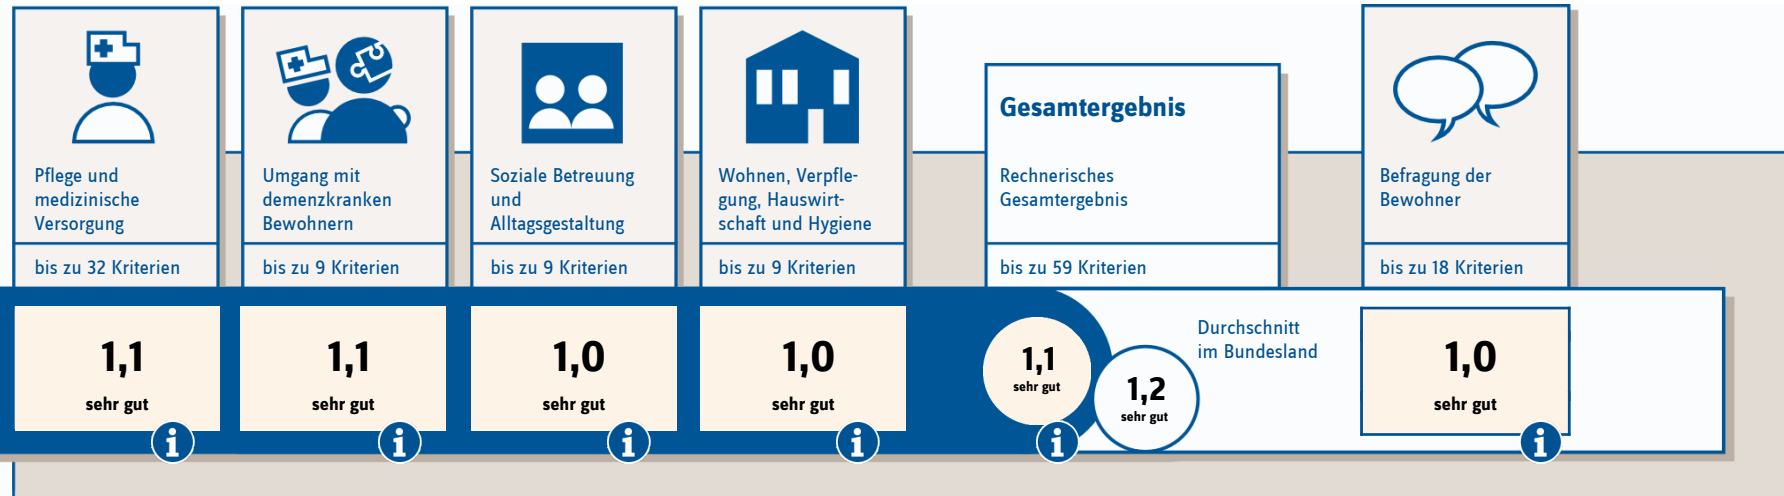 Pflege und
medizinische
Versorgung
bis zu 32 Kriterien
1,1
sehr gut
i
Umgang mit
demenzkranken
Bewohnern
bis zu 9 Kriterien
1,1
sehr gut
i
Soziale Betreuung
und
Alltagsgestaltung
bis zu 9 Kriterien
1,0
sehr gut
i
Wohnen, Verpfle-
gung, Hauswirt-
schaft und Hygiene
bis zu 9 Kriterien
1,0
sehr gut
i
Gesamtergebnis
Rechnerisches
Gesamtergebnis
bis zu 59 Kriterien
1,1
sehr gut
i
1,2
sehr gut
Durchschnitt
im Bundesland
Befragung der
Bewohner
bis zu 18 Kriterien
1,0
sehr gut
i